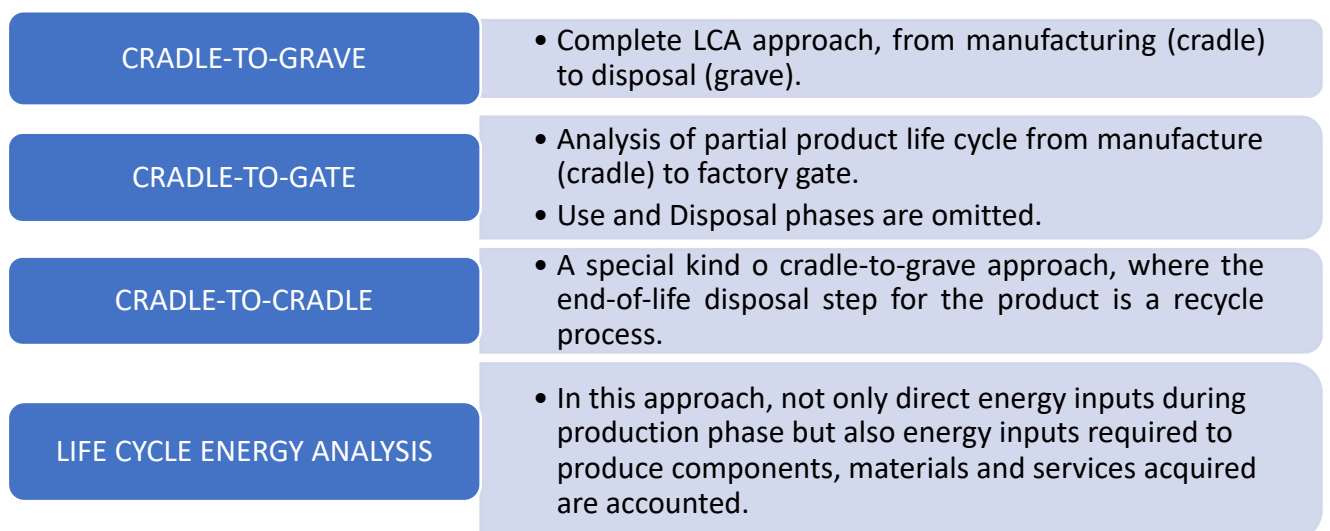 CRADLE-TO-GRAVE
• Complete LCA approach, from manufacturing (cradle)
to disposal (grave).
CRADLE-TO-GATE
• Analysis of partial product life cycle from manufacture
(cradle) to factory gate.
• Use and Disposal phases are omitted.
CRADLE-TO-CRADLE
• A special kind o cradle-to-grave approach, where the
end-of-life disposal step for the product is a recycle
process.
LIFE CYCLE ENERGY ANALYSIS
• In this approach, not only direct energy inputs during
production phase but also energy inputs required to
produce components, materials and services acquired
are accounted.